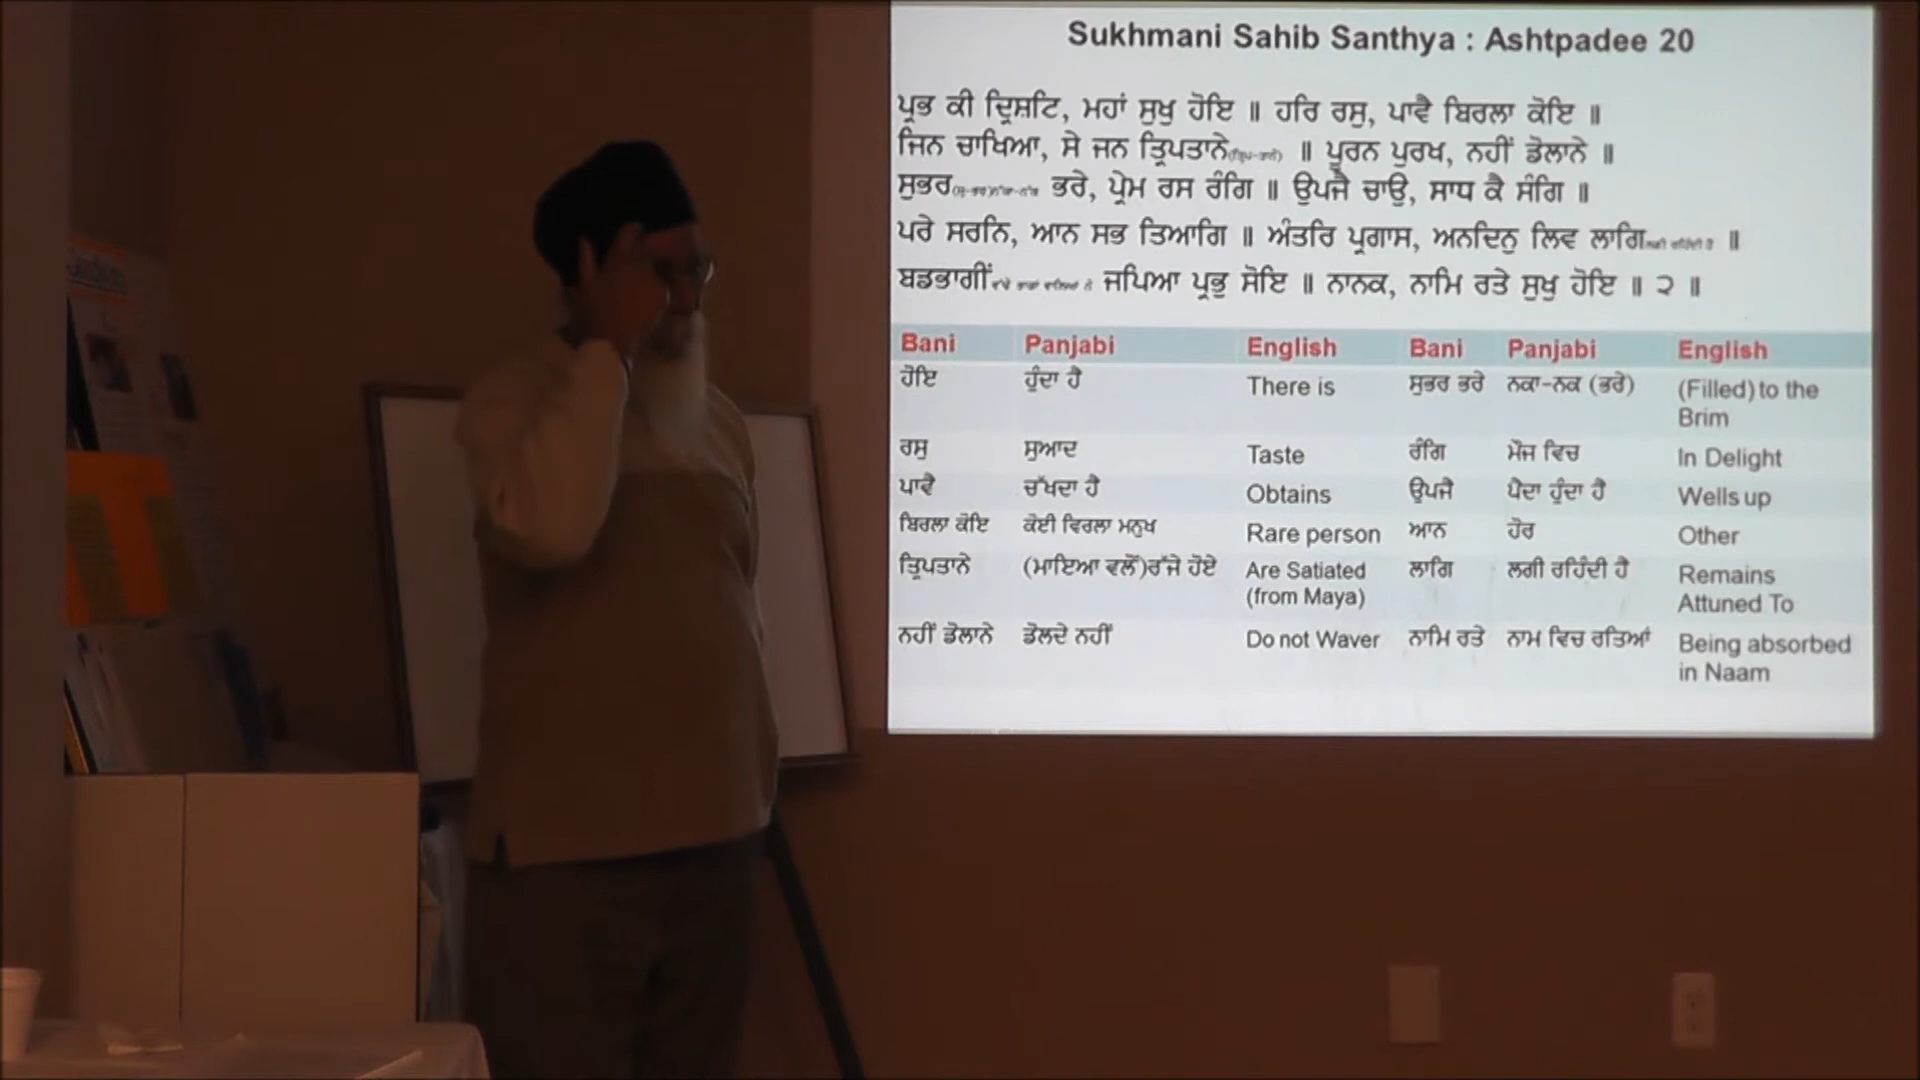 Sukhmani Sahib Santhya : Ashtpadee 20
ਪ੍ਰਭ ਕੀ ਦ੍ਰਿਸ਼ਟਿ, ਮਹਾਂ ਸੁਖੁ ਹੋਇ ॥ ਹਰਿ ਰਸੁ, ਪਾਵੈ ਬਿਰਲਾ ਕੋਇ ॥
ਜਿਨ ਚਾਖਿਆ, ਸੇ ਜਨ ਤ੍ਰਿਪਤਾਨੇ ॥ ਪੂਰਨ ਪੁਰਖ, ਨਹੀਂ ਡੋਲਾਨੇ ॥
ਸੁਭਰ ਭਰੇ, ਪ੍ਰੇਮ ਰਸ ਰੰਗਿ ॥ ਉਪਜੈ ਚਾਉ, ਸਾਧ ਕੈ ਸੰਗਿ ॥
ਪਰੇ ਸਰਨਿ, ਆਨ ਸਭ ਤਿਆਗਿ ॥ ਅੰਤਰਿ ਪ੍ਰਗਾਸ, ਅਨਦਿਨੁ ਲਿਵ ਲਾਗਿ ॥
ਬਡਭਾਗੀਂ ਜਪਿਆ ਪ੍ਰਭੁ ਸੋਇ ॥ ਨਾਨਕ, ਨਾਮਿ ਰਤੇ ਸੁਖੁ ਹੋਇ ॥ ੨ ॥
Bani Panjabi English Bani Panjabi English
ਹੋਇ ਹੁੰਦਾ ਹੈ There is ਸੁਭਰ ਭਰੇ ਨਕਾ-ਨਕ (ਭਰੇ) (Filled) to the
Brim
ਰਸੁ ਸੁਆਦ Taste ਰੰਗਿ ਮੌਜ ਵਿਚ In Delight
ਪਾਵੈ ਚੱਖਦਾ ਹੈ Obtains ਉਪਜੈ ਪੈਦਾ ਹੁੰਦਾ ਹੈ Wells up
ਬਿਰਲਾ ਕੋਇ ਕੋਈ ਵਿਰਲਾ ਮਨੁਖ Rare person ਆਨ ਹੋਰ Other
ਤ੍ਰਿਪਤਾਨੇ (ਮਾਇਆ ਵਲੋਂ)ਰੱਜੇ ਹੋਏ Are Satiated ਲਾਗਿ ਲਗੀ ਰਹਿੰਦੀ ਹੈ Remains
(from Maya) Attuned To
ਨਹੀਂ ਡੋਲਾਨੇ ਡੋਲਦੇ ਨਹੀਂ Do not Waver ਨਾਮਿ ਰਤੇ ਨਾਮ ਵਿਚ ਰਤਿਆਂ Being absorbed
in Naam